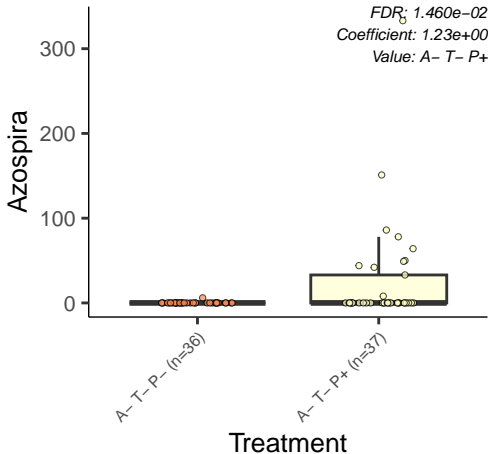 FDR: 1.460e−02
Coefficient: 1.23e+00
Value: A− T− P+
300
200
100
0
Azospira
A− T− P− (n=36)
A− T− P+ (n=37)
Treatment